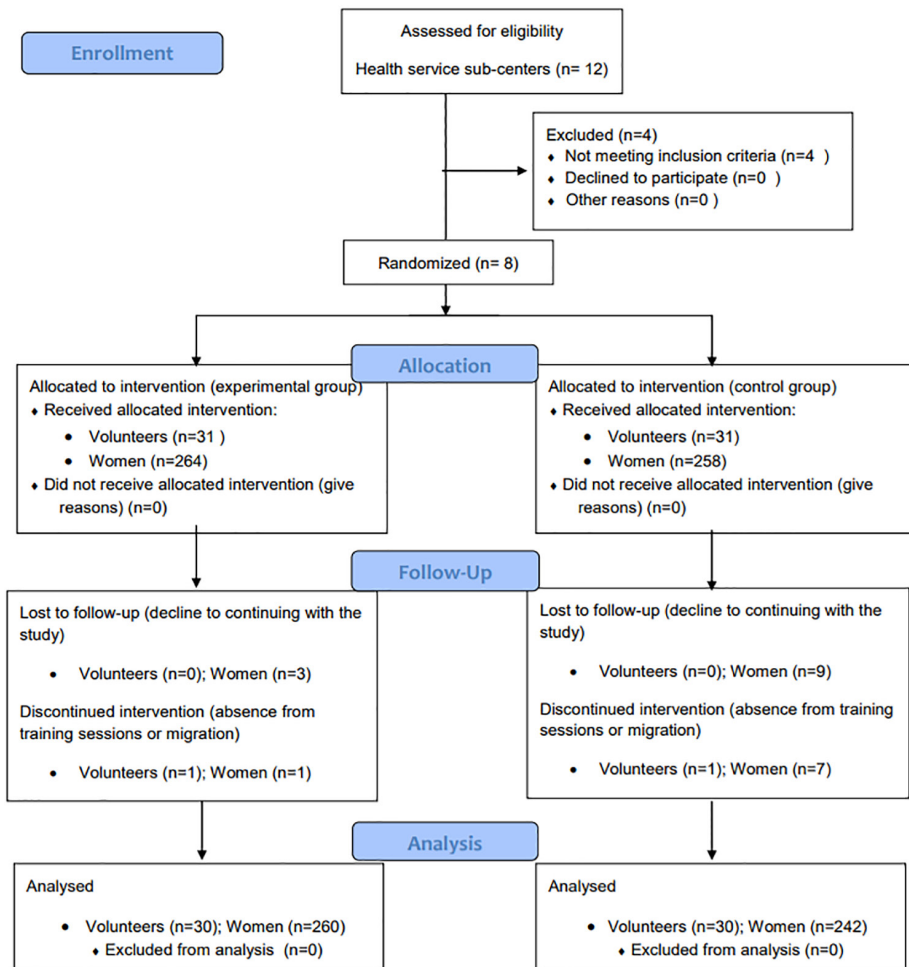 Enrollment
Assessed for eligibility
Health service sub-centers (n= 12)
Excluded (n=4)
♦ Not meeting inclusion criteria (n=4 )
♦ Declined to participate (n=0 )
♦ Other reasons (n=0 )
Randomized (n= 8)
Allocation
Allocated to intervention (experimental group)
♦ Received allocated intervention:
• Volunteers (n=31 )
• Women (n=264)
♦ Did not receive allocated intervention (give
reasons) (n=0)
Allocated to intervention (control group)
♦ Received allocated intervention:
• Volunteers (n=31)
• Women (n=258)
♦ Did not receive allocated intervention (give
reasons) (n=0)
Follow-Up
Lost to follow-up (decline to continuing with the
study)
• Volunteers (n=0); Women (n=3)
Discontinued intervention (absence from
training sessions or migration)
• Volunteers (n=1); Women (n=1)
Lost to follow-up (decline to continuing with the
study)
• Volunteers (n=0); Women (n=9)
Discontinued intervention (absence from training
sessions or migration)
• Volunteers (n=1); Women (n=7)
Analysis
Analysed
• Volunteers (n=30); Women (n=260)
♦ Excluded from analysis (n=0)
Analysed
• Volunteers (n=30); Women (n=242)
♦ Excluded from analysis (n=0)